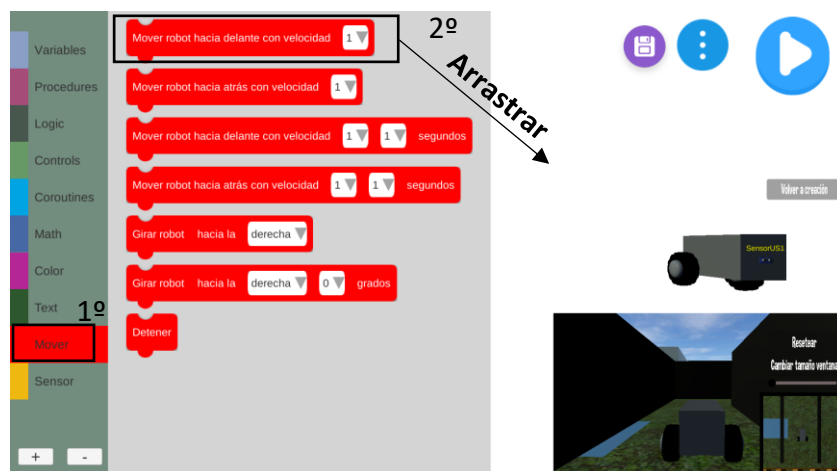 Variables
Procedures
Logic
Controls
Coroutines
Math
Color
Text
1º
Mover
Sensor
+ -
Mover robot hacia delante con velocidad 1
Mover robot hacia atrás con velocidad 1
Mover robot hacia delante con velocidad 1 1 segundos
Mover robot hacia atrás con velocidad 1 1 segundos
Girar robot hacia la derecha
Girar robot hacia la derecha 0 grados
Detener
2º
Arrastrar
Volver a creación
SensorUS1
Resetear
Cambiar tamaño ventana